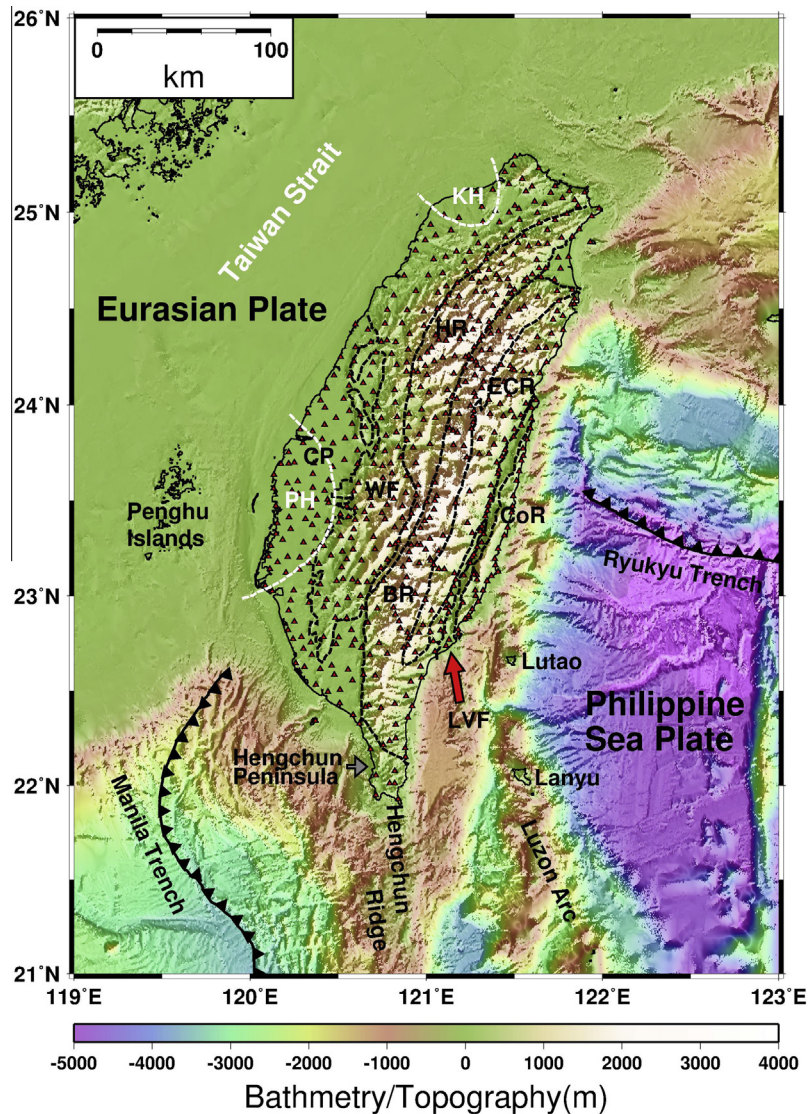 26°N
0 100
km
Taiwan Strait
KH
25°N
Eurasian Plate
HR
24°N
ECR
CP
PH
WF
CoR
Penghu
Islands
Ryukyu Trench
23°N
BR
Lutao
LVF
Philippine
Sea Plate
Hengchun
Peninsula
Lanyu
22°N
Manila Trench
Hengchun
Ridge
Luzon Arc
21°N
119°E 120°E 121°E 122°E 123°E
-5000 -4000 -3000 -2000 -1000 0 1000 2000 3000 4000
Bathmetry/Topography(m)